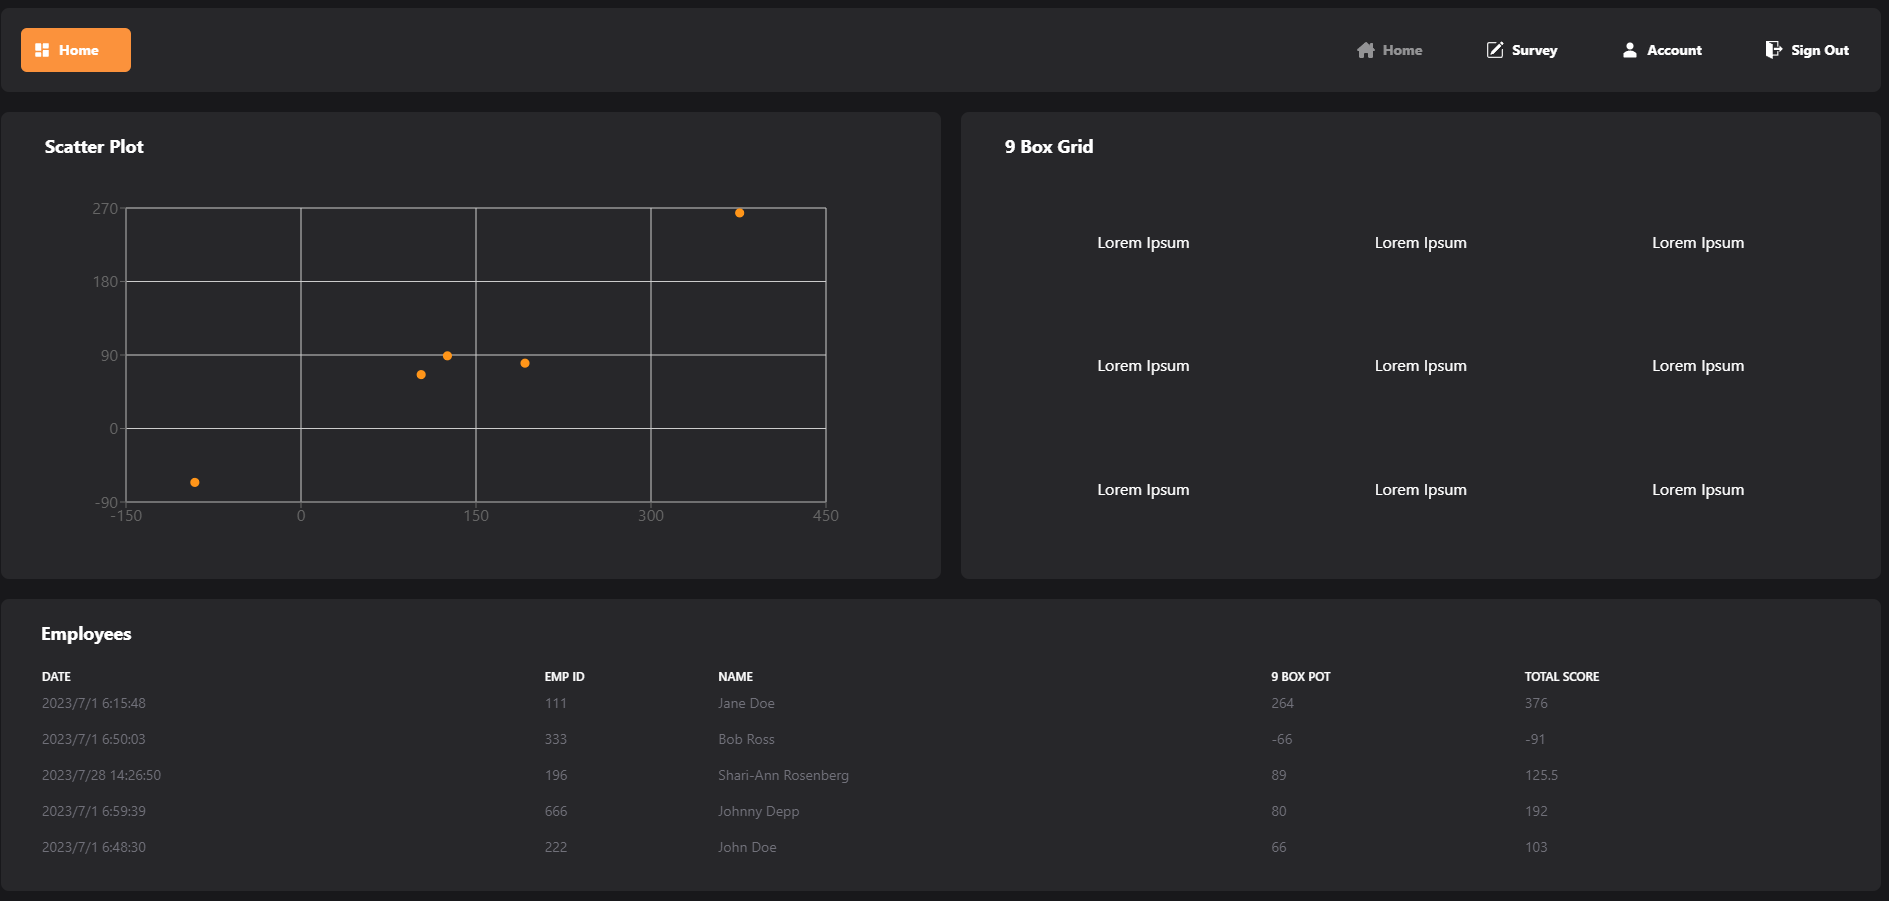 Home Home Survey Account Sign Out
Scatter Plot
270
180
90
0
-90
-150 0 150 300 450
9 Box Grid
Lorem Ipsum Lorem Ipsum Lorem Ipsum
Lorem Ipsum Lorem Ipsum Lorem Ipsum
Lorem Ipsum Lorem Ipsum Lorem Ipsum
Employees
DATE EMP ID NAME 9 BOX POT TOTAL SCORE
2023/7/1 6:15:48 111 Jane Doe 264 376
2023/7/1 6:50:03 333 Bob Ross -66 -91
2023/7/28 14:26:50 196 Shari-Ann Rosenberg 89 125.5
2023/7/1 6:59:39 666 Johnny Depp 80 192
2023/7/1 6:48:30 222 John Doe 66 103